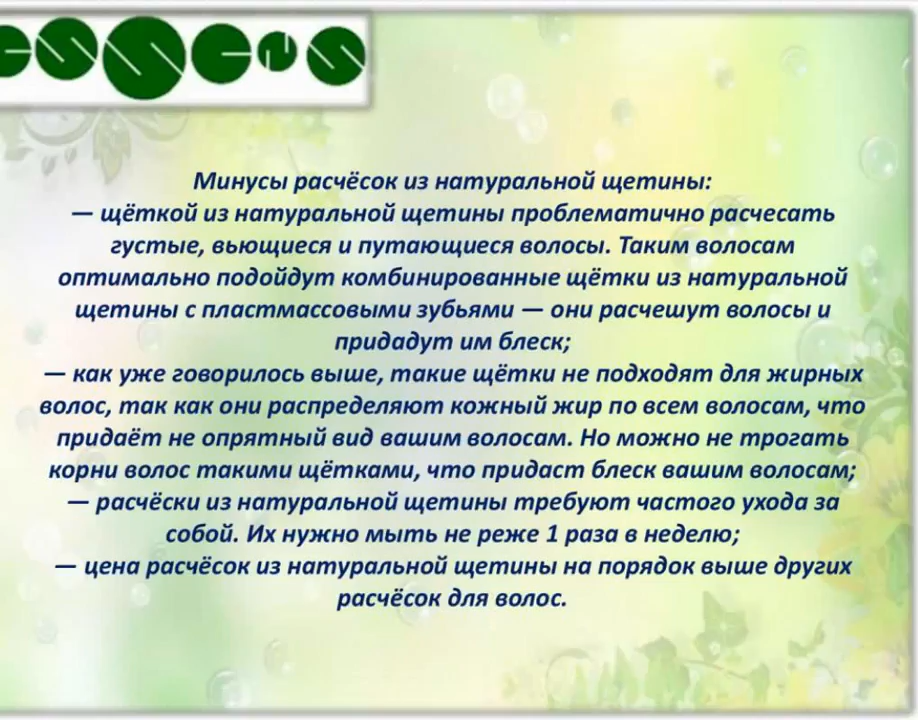 Минусы расчёсок из натуральной щетины:
— щёткой из натуральной щетины проблематично расчесать
густые, вьющиеся и путающиеся волосы. Таким волосам
оптимально подойдут комбинированные щётки из натуральной
щетины с пластмассовыми зубьями — они расчешут волосы и
придадут им блеск;
— как уже говорилось выше, такие щётки не подходят для жирных
волос, так как они распределяют кожный жир по всем волосам, что
придаёт не опрятный вид вашим волосам. Но можно не трогать
корни волос такими щётками, что придаст блеск вашим волосам;
— расчёски из натуральной щетины требуют частого ухода за
собой. Их нужно мыть не реже 1 раза в неделю;
— цена расчёсок из натуральной щетины на порядок выше других
расчёсок для волос.